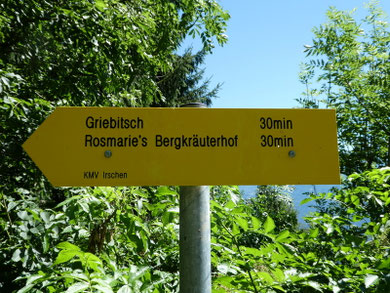 Griebitsch 30min
Rosmarie's Bergkräuterhof 30min
KMV Irschen